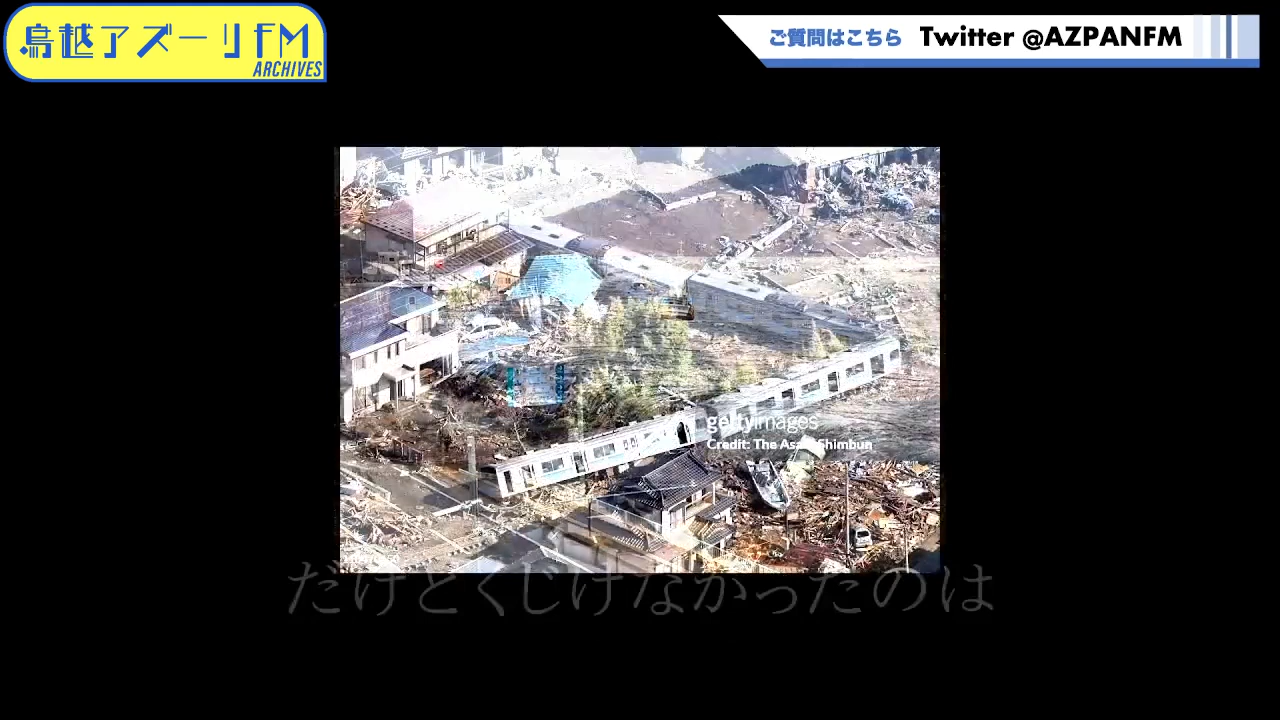 鳥越アズーリFM
ARCHIVES
ご質問はこちら Twitter @AZPANFM
gettyimages
Credit: The Asahi Shimbun
だけどくじけなかったのは